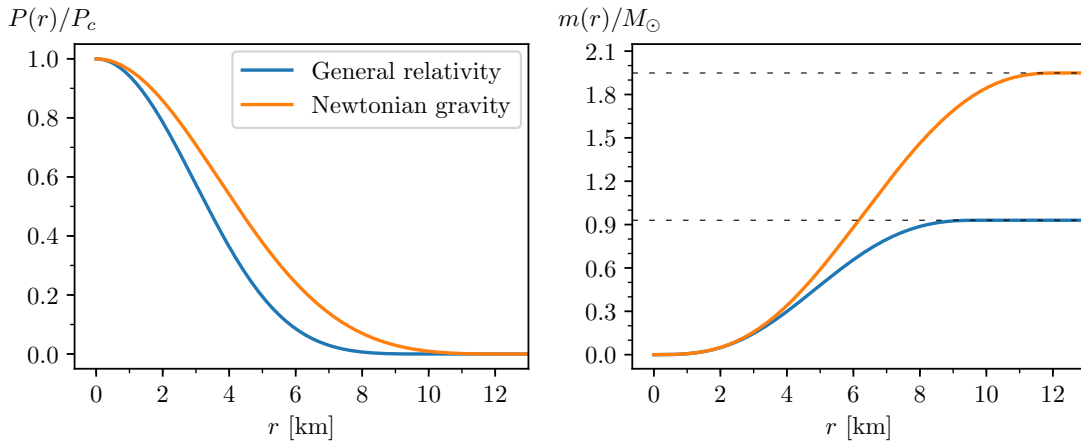 P(r)/P_c
1.0
0.8
0.6
0.4
0.2
0.0
0 2 4 6 8 10 12
r [km]
General relativity
Newtonian gravity
m(r)/M_⊙
2.1
1.8
1.5
1.2
0.9
0.6
0.3
0.0
0 2 4 6 8 10 12
r [km]